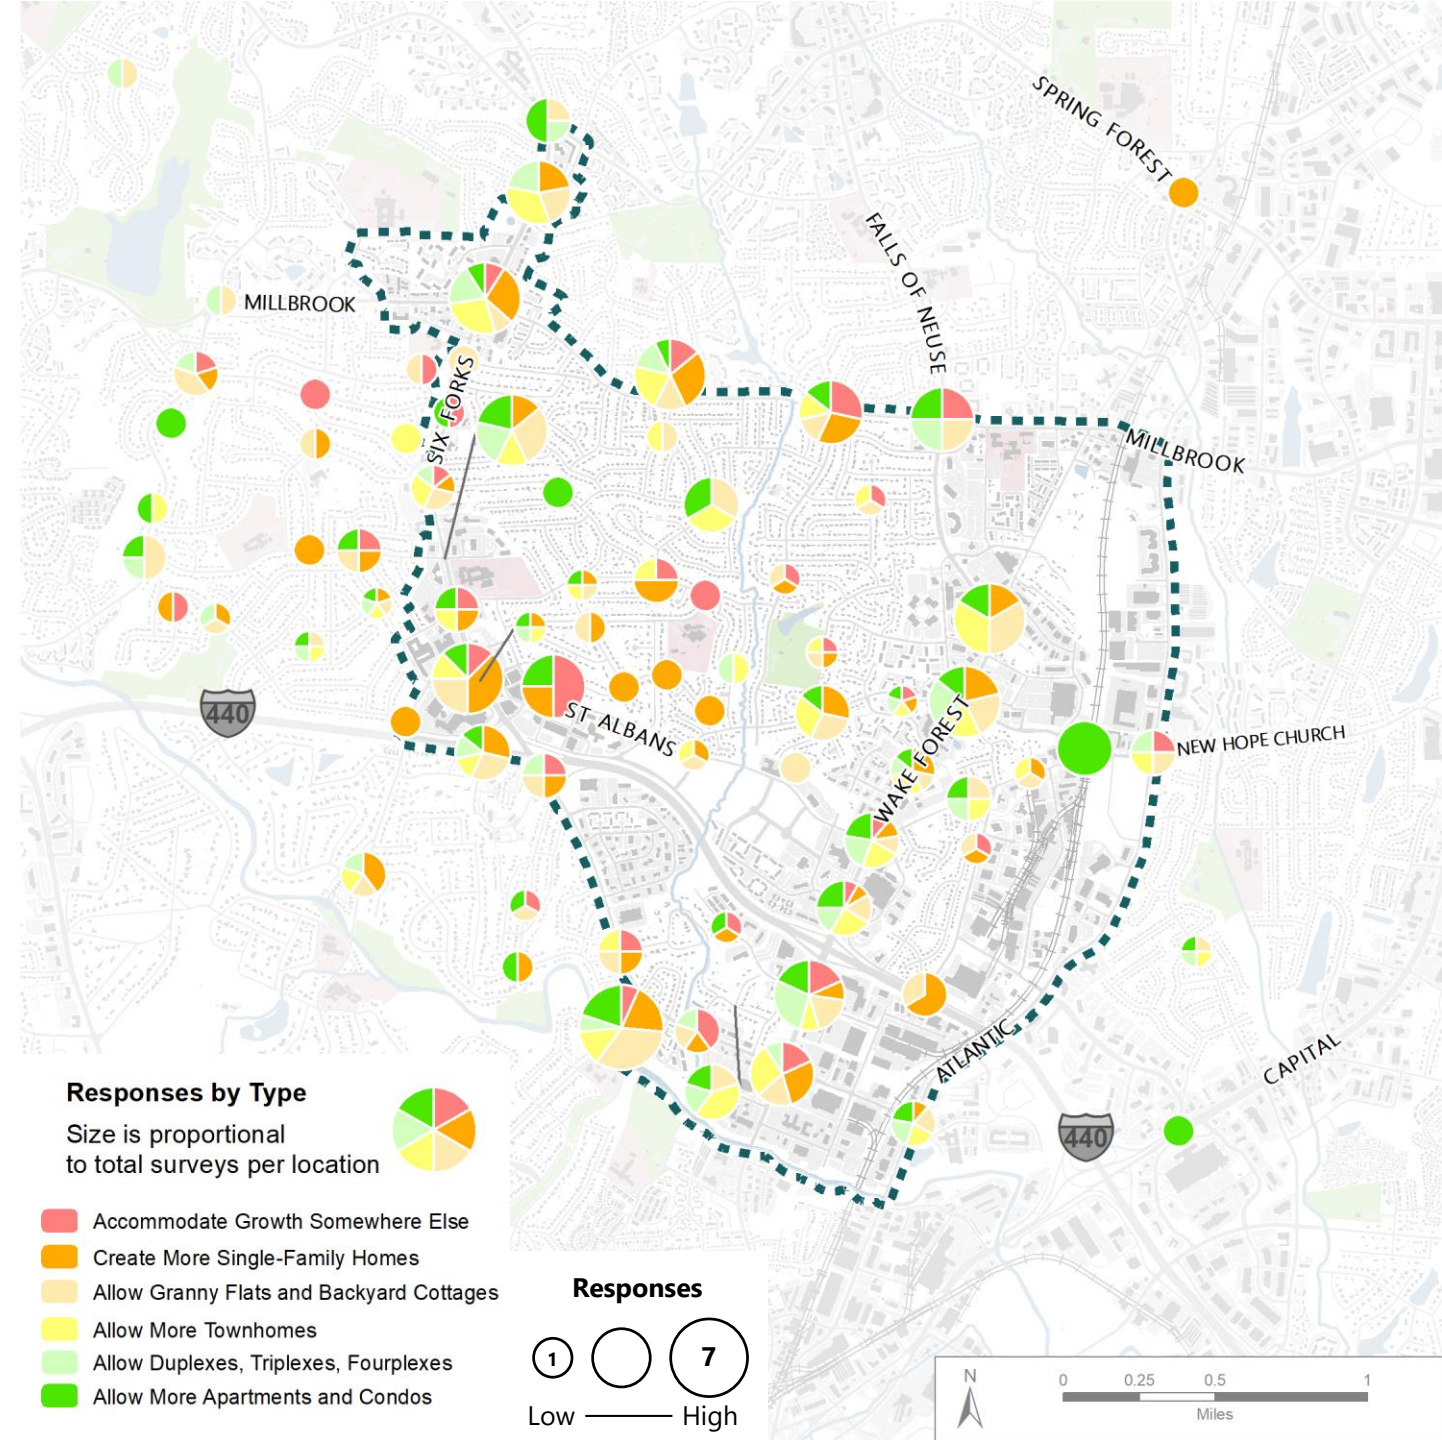 SPRING FOREST
FALLS OF NEUSE
MILLBROOK
SIX FORKS
MILLBROOK
440
ST ALBANS
WAKE FOREST
NEW HOPE CHURCH
ATLANTIC
CAPITAL
440
Responses by Type
Size is proportional
to total surveys per location
Accommodate Growth Somewhere Else
Create More Single-Family Homes
Allow Granny Flats and Backyard Cottages
Allow More Townhomes
Allow Duplexes, Triplexes, Fourplexes
Allow More Apartments and Condos
Responses
1
7
Low
High
N
0 0.25 0.5 1
Miles